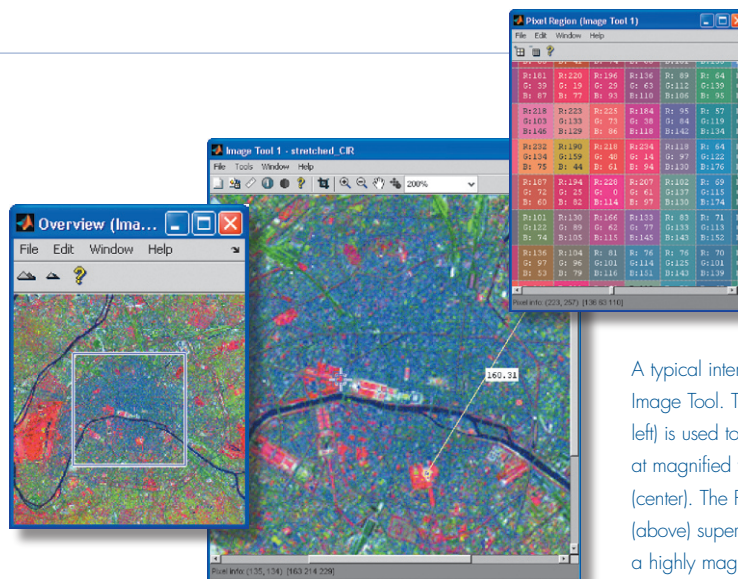 Pixel Region (Image Tool 1)
File Edit Window Help
R:181 R:220 R:196 R:136 R: 89 R: 64
G: 39 G: 19 G: 29 G: 63 G:112 G:139
B: 87 B: 77 B: 93 B:110 B:106 B: 95
R:218 R:223 R:225 R:184 R: 95 R: 57
G:103 G:133 G: 73 G: 38 G: 84 G:119
B:146 B:129 B: 86 B:118 B:142 B:134
R:232 R:190 R:218 R:234 R:118 R: 64
G:134 G:159 G: 48 G: 14 G: 97 G:122
B: 75 B: 44 B: 61 B: 94 B:130 B:176
R:187 R:194 R:220 R:207 R:102 R: 69
G: 72 G: 25 G: 0 G: 61 G:137 G:115
B: 60 B: 82 B:114 B: 97 B:130 B:174
R:101 R:130 R:166 R:133 R: 83 R: 71
G:122 G: 89 G: 62 G: 77 G:133 G:113
B: 74 B:105 B:115 B:145 B:143 B:152
R:136 R:104 R: 81 R: 76 R: 76 R: 70
G: 97 G: 96 G:101 G:114 G:125 G:101
B: 53 B: 79 B:116 B:151 B:143 B:139
Pixel info: (223, 257) [136 63 110]
Image Tool 1 - stretched_CIR
File Tools Window Help
200%
160.31
Pixel info: (135, 134) [163 214 229]
Overview (Ima...
File Edit Window Help
A typical inter
Image Tool. T
left) is used to
at magnified
(center). The P
(above) super
a highly mag